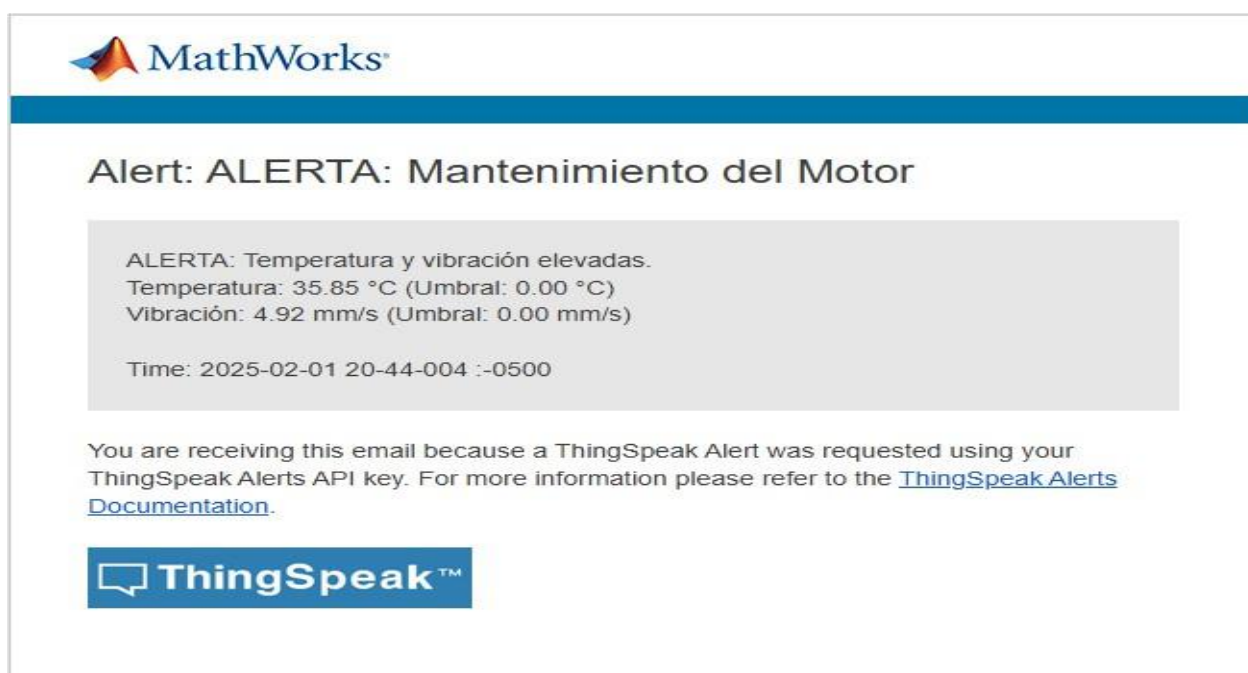 MathWorks®
Alert: ALERTA: Mantenimiento del Motor
ALERTA: Temperatura y vibración elevadas.
Temperatura: 35.85 °C (Umbral: 0.00 °C)
Vibración: 4.92 mm/s (Umbral: 0.00 mm/s)
Time: 2025-02-01 20-44-004 :-0500
You are receiving this email because a ThingSpeak Alert was requested using your
ThingSpeak Alerts API key. For more information please refer to the ThingSpeak Alerts
Documentation.
ThingSpeak™